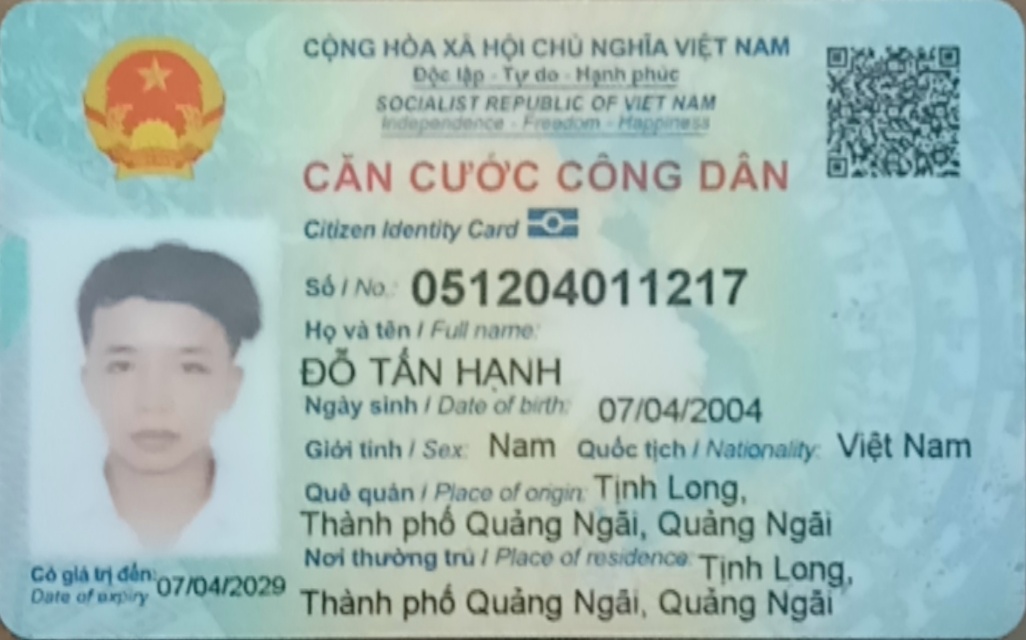 CỘNG HÒA XÃ HỘI CHỦ NGHĨA VIỆT NAM
Độc lập - Tự do - Hạnh phúc
SOCIALIST REPUBLIC OF VIET NAM
Independence - Freedom - Happiness
CĂN CƯỚC CÔNG DÂN
Citizen Identity Card
Số / No.: 051204011217
Họ và tên / Full name:
ĐỖ TẤN HẠNH
Ngày sinh / Date of birth: 07/04/2004
Giới tính / Sex: Nam Quốc tịch / Nationality: Việt Nam
Quê quán / Place of origin: Tịnh Long,
Thành phố Quảng Ngãi, Quảng Ngãi
Nơi thường trú / Place of residence: Tịnh Long,
Thành phố Quảng Ngãi, Quảng Ngãi
Có giá trị đến: 07/04/2029
Date of expiry